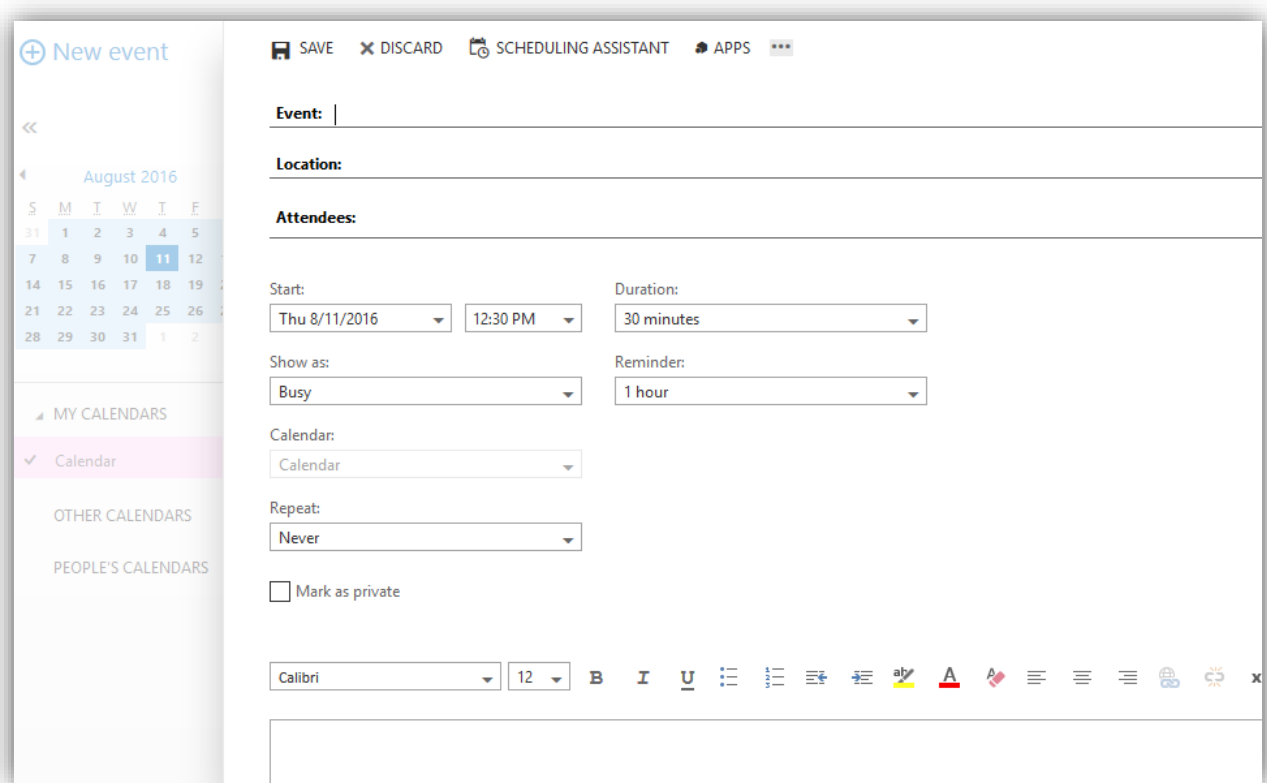 New event
SAVE DISCARD SCHEDULING ASSISTANT APPS ...
Event:
Location:
Attendees:
«
August 2016
S M T W T F
31 1 2 3 4 5
7 8 9 10 11 12
14 15 16 17 18 19
21 22 23 24 25 26
28 29 30 31 1 2
MY CALENDARS
Calendar
OTHER CALENDARS
PEOPLE'S CALENDARS
Start:
Thu 8/11/2016 12:30 PM
Duration:
30 minutes
Show as:
Busy
Reminder:
1 hour
Calendar:
Calendar
Repeat:
Never
Mark as private
Calibri 12 B I U aby A